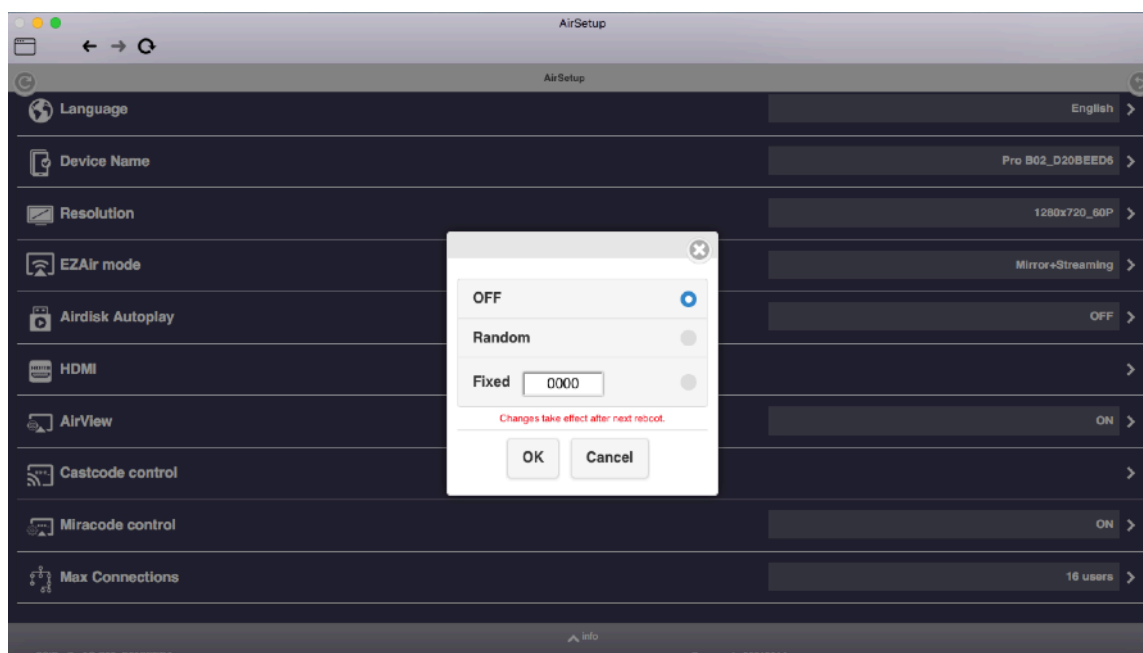 AirSetup
AirSetup
Language English
Device Name Pro B02_D20BEED6
Resolution 1280x720_60P
EZAir mode Mirror+Streaming
Airdisk Autoplay OFF
HDMI
AirView ON
Castcode control
Miracode control ON
Max Connections 16 users
OFF
Random
Fixed 0000
Changes take effect after next reboot.
OK Cancel
info